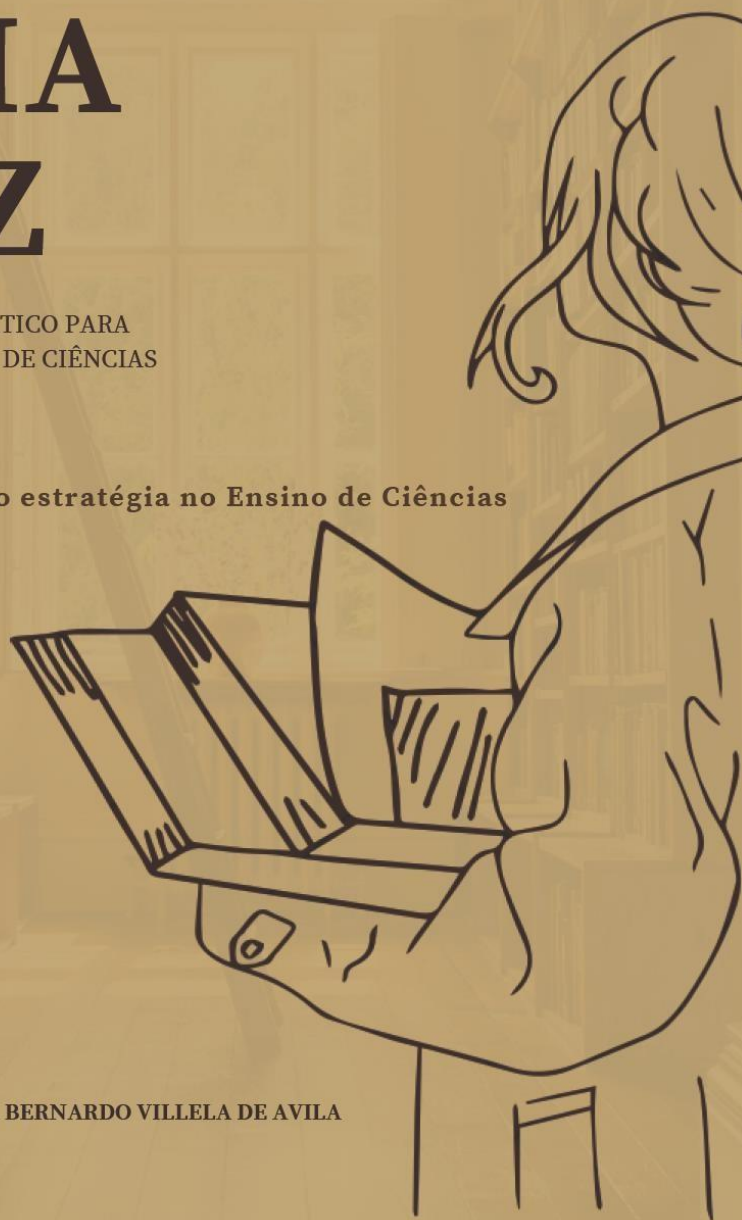 IA
Z
TICO PARA
DE CIÊNCIAS
o estratégia no Ensino de Ciências
BERNARDO VILLELA DE AVILA